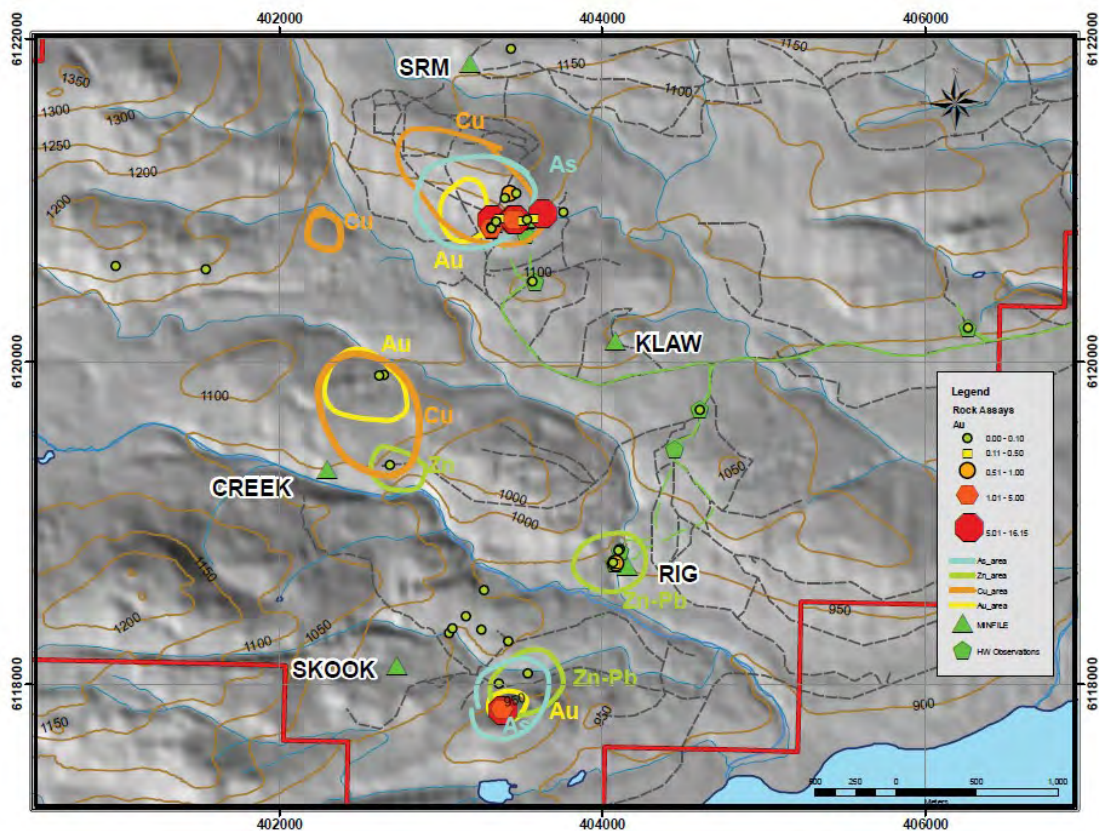 402000 404000 406000
6122000 6122000
1150
SRM
1150
1100
1350
1300
1300
1250
1200
Cu
As
1200
Cu
Au
1100
KLAW
6120000 6120000
Au
1100
Cu
Legend
Rock Assays
Au
0.00 - 0.10
0.11 - 0.50
0.51 - 1.00
1.01 - 5.00
5.01 - 16.15
As_area
Zn_area
Cu_area
Au_area
MINFILE
HW Observations
Zn
CREEK
1050
1000
1000
1150
RIG
Zn-Pb
950
1200
1100
1050
SKOOK
Zn-Pb
6118000 6118000
950
Au
As
950
900
1150
500 250 0 500 1,000
Meters
402000 404000 406000